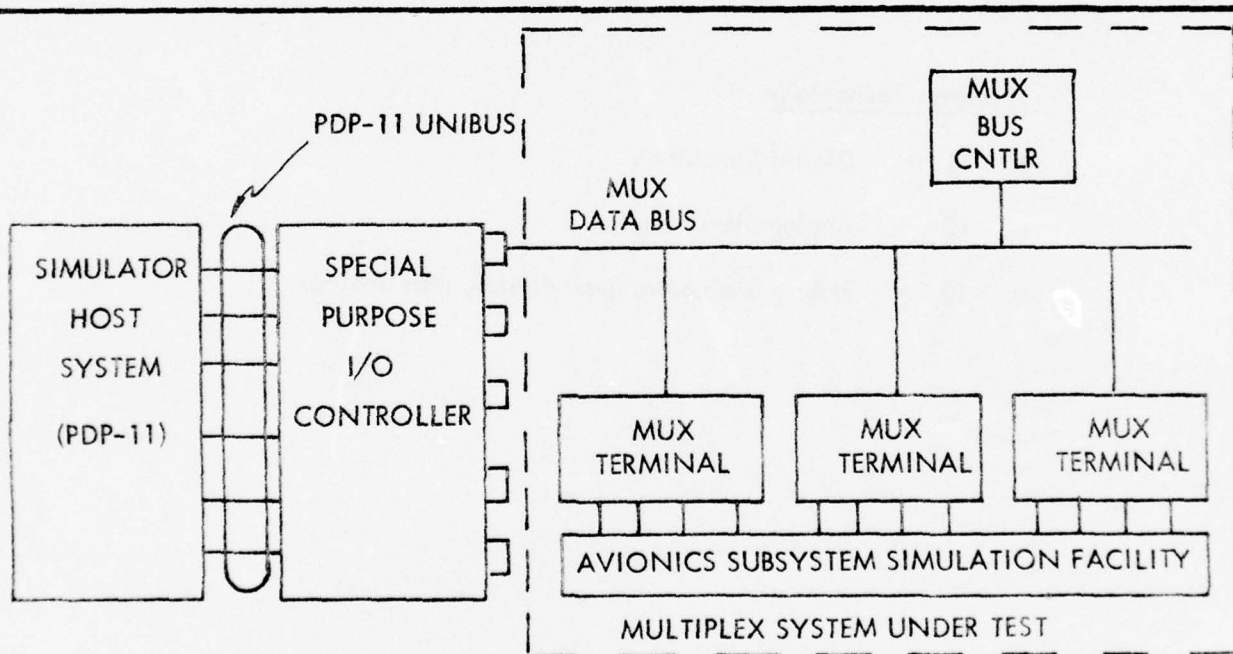 PDP-11 UNIBUS
MUX
BUS
CNTLR
MUX
DATA BUS
SIMULATOR
HOST
SYSTEM
(PDP-11)
SPECIAL
PURPOSE
I/O
CONTROLLER
MUX
TERMINAL
MUX
TERMINAL
MUX
TERMINAL
AVIONICS SUBSYSTEM SIMULATION FACILITY
MULTIPLEX SYSTEM UNDER TEST